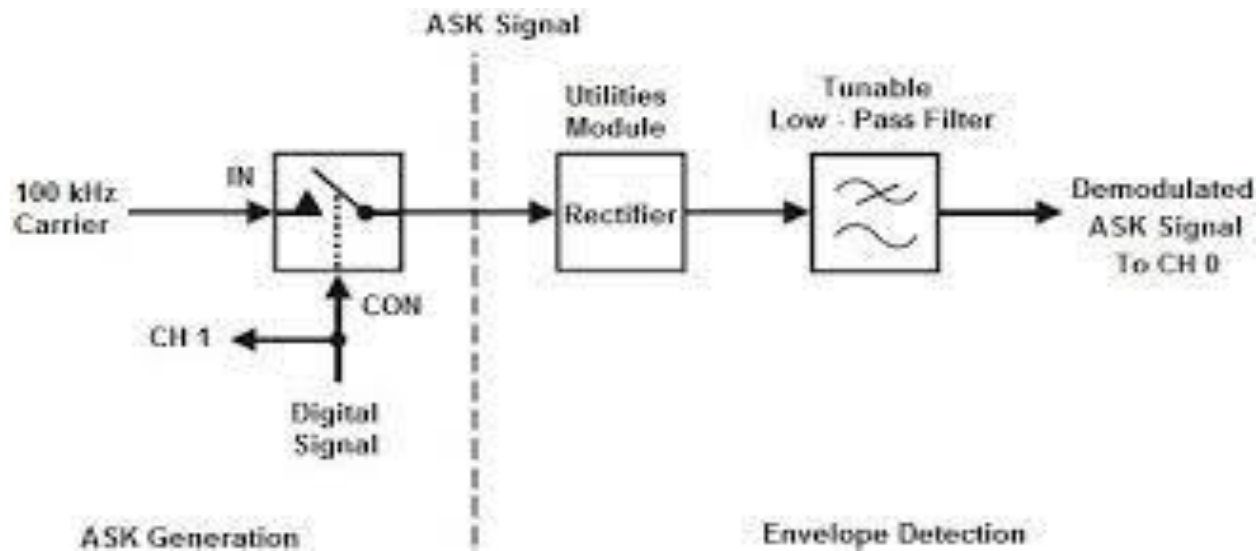 ASK Signal
Utilities
Module
Tunable
Low - Pass Filter
100 kHz
Carrier
IN
Rectifier
Demodulated
ASK Signal
To CH 0
CON
CH 1
Digital
Signal
ASK Generation
Envelope Detection